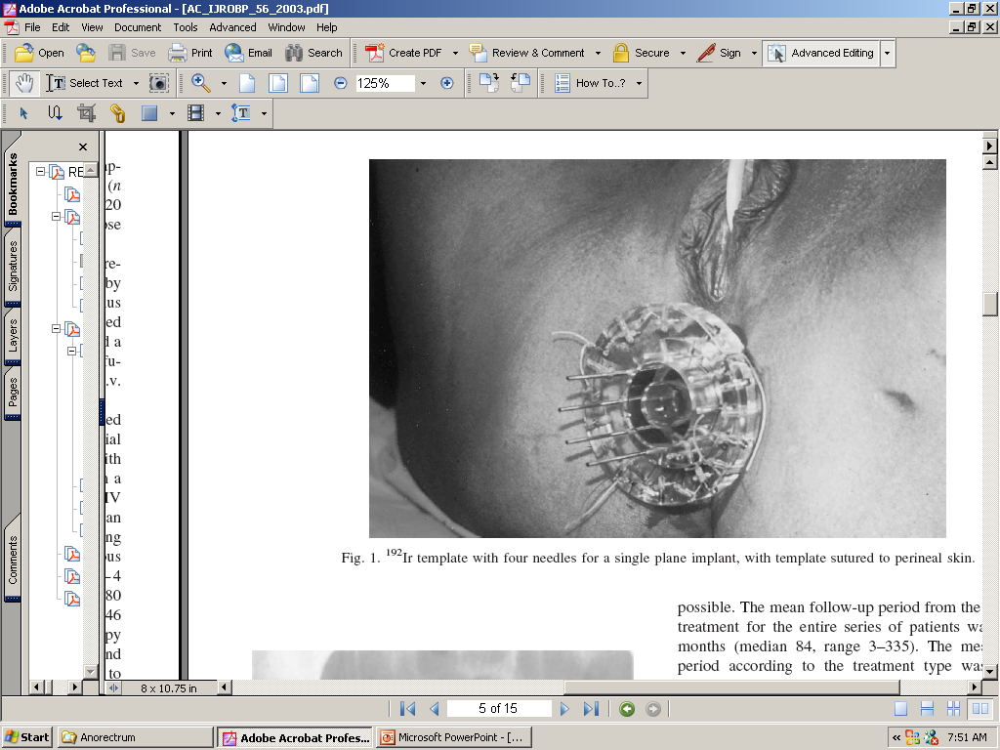 Adobe Acrobat Professional - [AC_IJROBP_56_2003.pdf]
File Edit View Document Tools Advanced Window Help
Open Save Print Email Search Create PDF Review & Comment Secure Sign Advanced Editing
Select Text 125% How To..?
Bookmarks
Signatures
Layers
Pages
Comments
RE
ap-
(n
20
ose
re-
by
us
ed
d a
fu-
.v.
ed
ial
ith
n a
IV
an
ng
ous
–4
80
46
py
nd
to
Fig. 1. ¹⁹²Ir template with four needles for a single plane implant, with template sutured to perineal skin.
possible. The mean follow-up period from the
treatment for the entire series of patients wa
months (median 84, range 3–335). The me
period according to the treatment type was
8 x 10.75 in
5 of 15
Start Anorectrum Adobe Acrobat Profes... Microsoft PowerPoint - [... « 7:51 AM